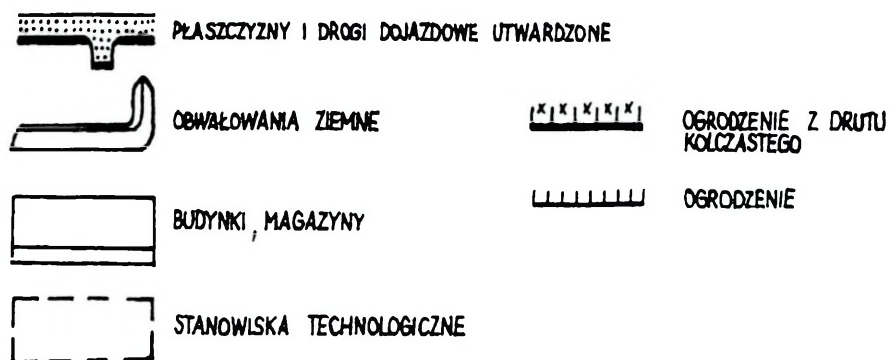 PŁASZCZYZNY I DROGI DOJAZDOWE UTWARDZONE
OBWAŁOWANIA ZIEMNE
BUDYNKI, MAGAZYNY
STANOWISKA TECHNOLOGICZNE
OGRODZENIE Z DRUTU
KOLCZASTEGO
OGRODZENIE